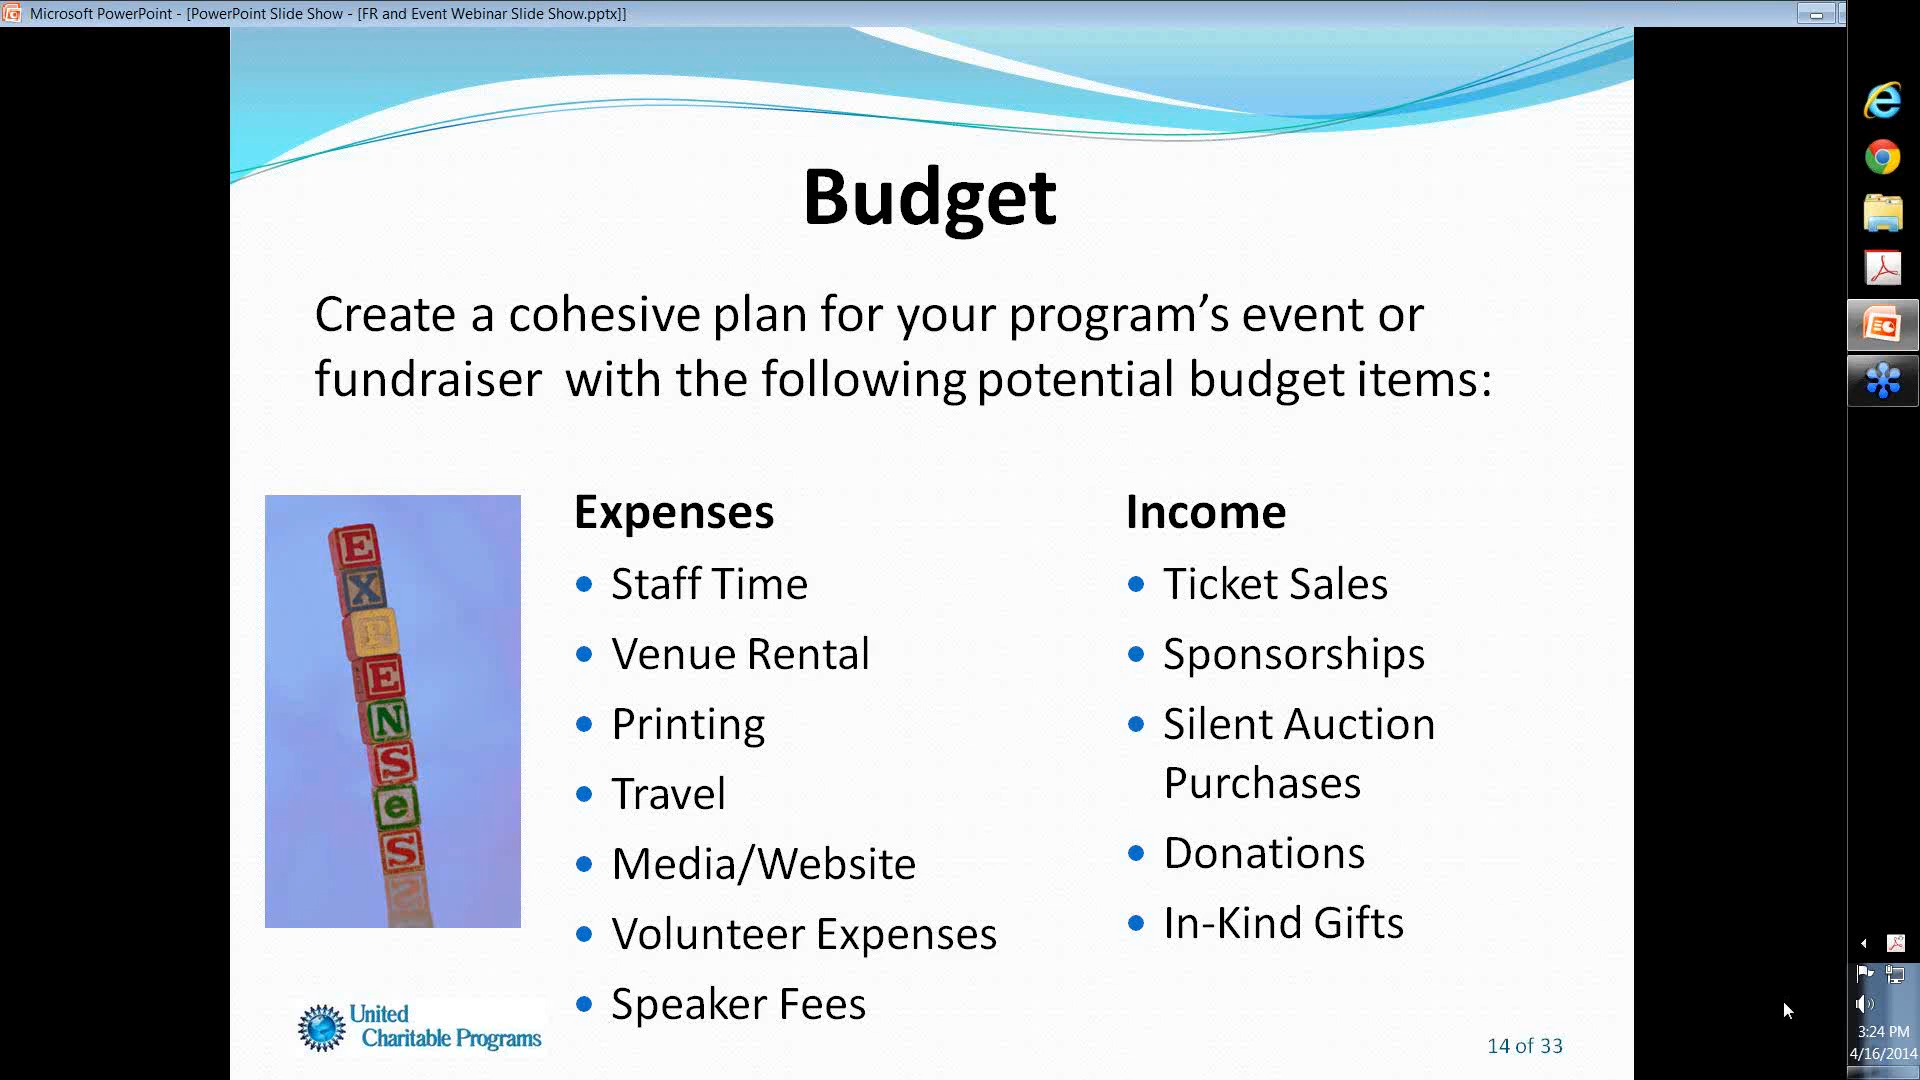 Microsoft PowerPoint - [PowerPoint Slide Show - [FR and Event Webinar Slide Show.pptx]]
Budget
Create a cohesive plan for your program’s event or
fundraiser  with the following potential budget items:
EXPENSeS
Expenses
• Staff Time
• Venue Rental
• Printing
• Travel
• Media/Website
• Volunteer Expenses
• Speaker Fees
Income
• Ticket Sales
• Sponsorships
• Silent Auction
Purchases
• Donations
• In-Kind Gifts
United
Charitable Programs
14 of 33
3:24 PM
4/16/2014